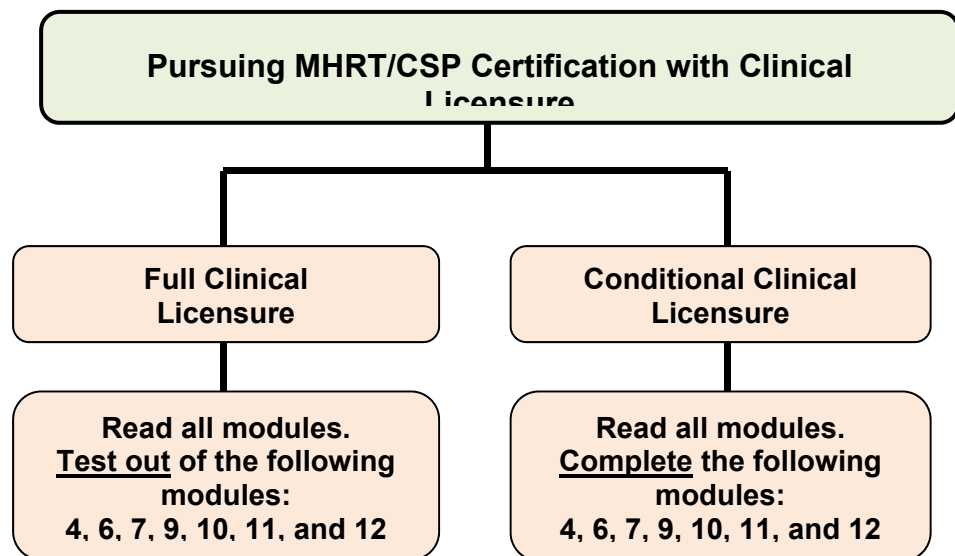 Pursuing MHRT/CSP Certification with Clinical
Licensure
Full Clinical
Licensure
Read all modules.
Test out of the following
modules:
4, 6, 7, 9, 10, 11, and 12
Conditional Clinical
Licensure
Read all modules.
Complete the following
modules:
4, 6, 7, 9, 10, 11, and 12